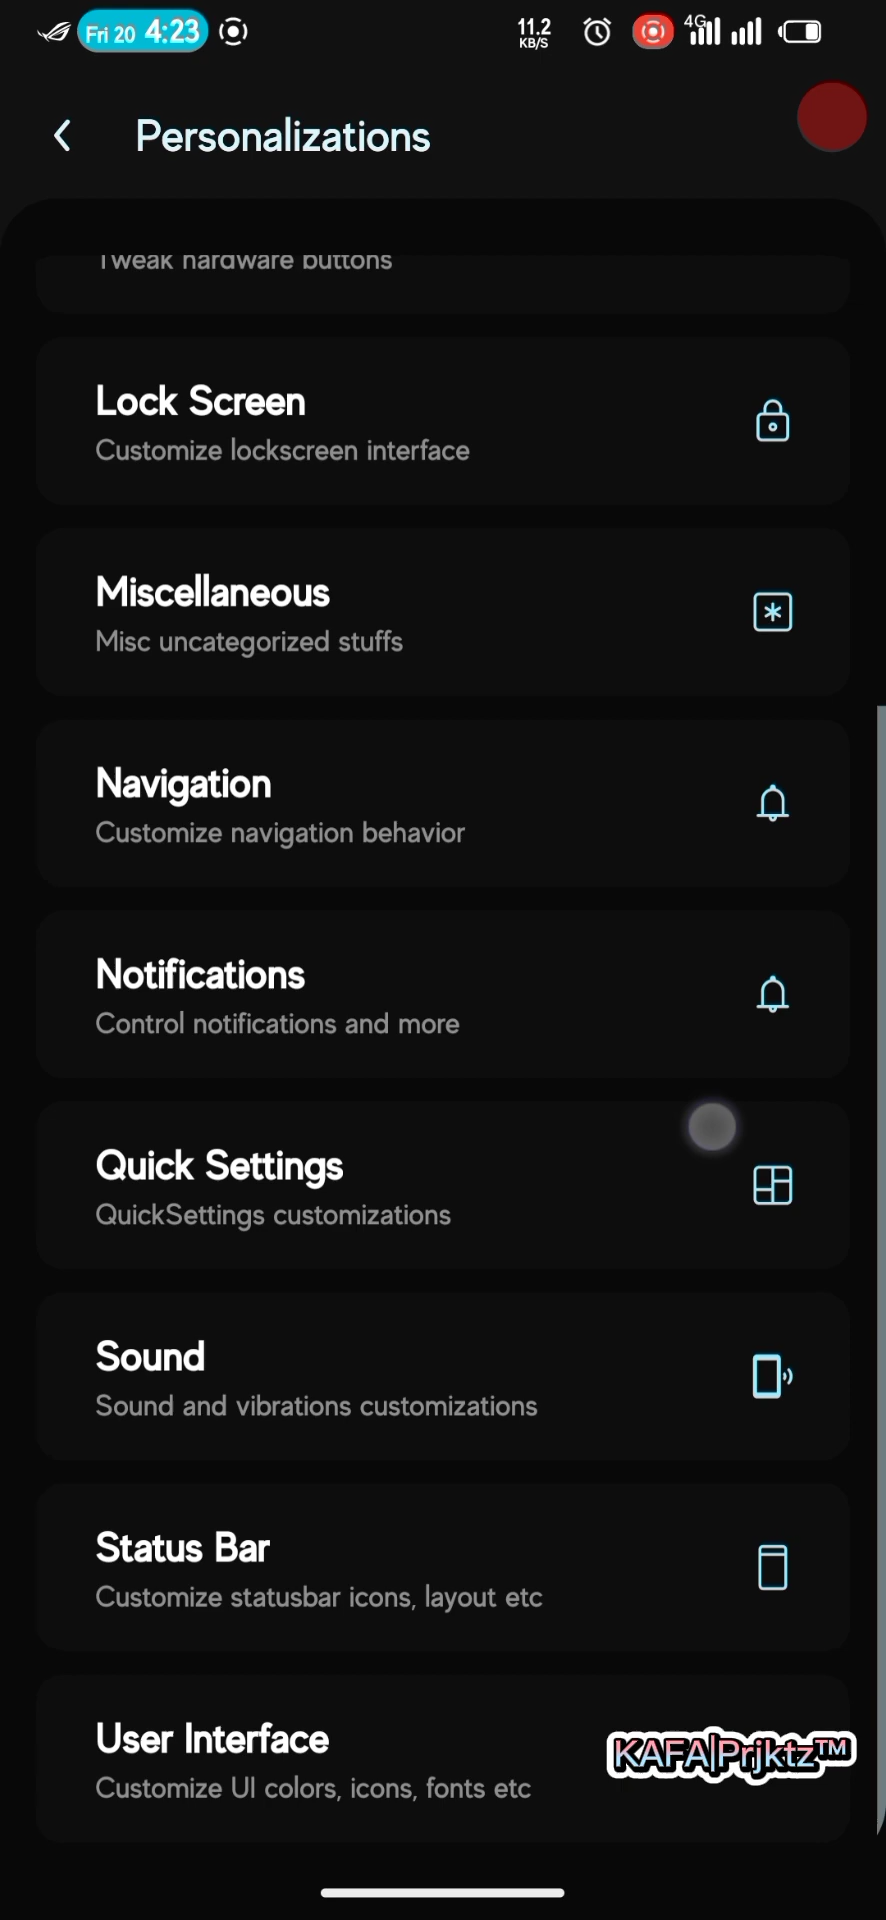 Fri 20 4:23
11.2
KB/S
4G
Personalizations
Tweak hardware buttons
Lock Screen
Customize lockscreen interface
Miscellaneous
Misc uncategorized stuffs
Navigation
Customize navigation behavior
Notifications
Control notifications and more
Quick Settings
QuickSettings customizations
Sound
Sound and vibrations customizations
Status Bar
Customize statusbar icons, layout etc
User Interface
KAFA|Prjktz™
Customize UI colors, icons, fonts etc